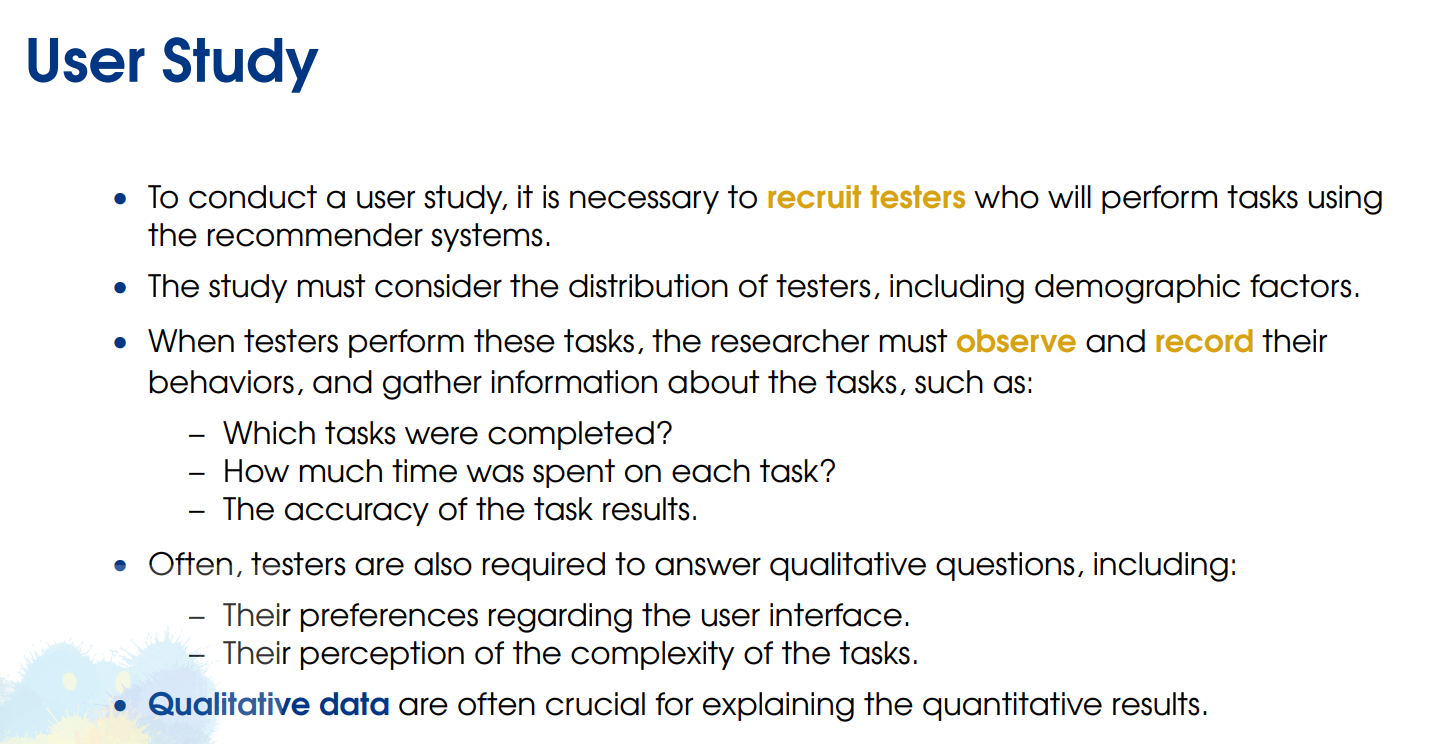 User Study
• To conduct a user study, it is necessary to recruit testers who will perform tasks using
the recommender systems.
• The study must consider the distribution of testers, including demographic factors.
• When testers perform these tasks, the researcher must observe and record their
behaviors, and gather information about the tasks, such as:
– Which tasks were completed?
– How much time was spent on each task?
– The accuracy of the task results.
• Often, testers are also required to answer qualitative questions, including:
– Their preferences regarding the user interface.
– Their perception of the complexity of the tasks.
• Qualitative data are often crucial for explaining the quantitative results.